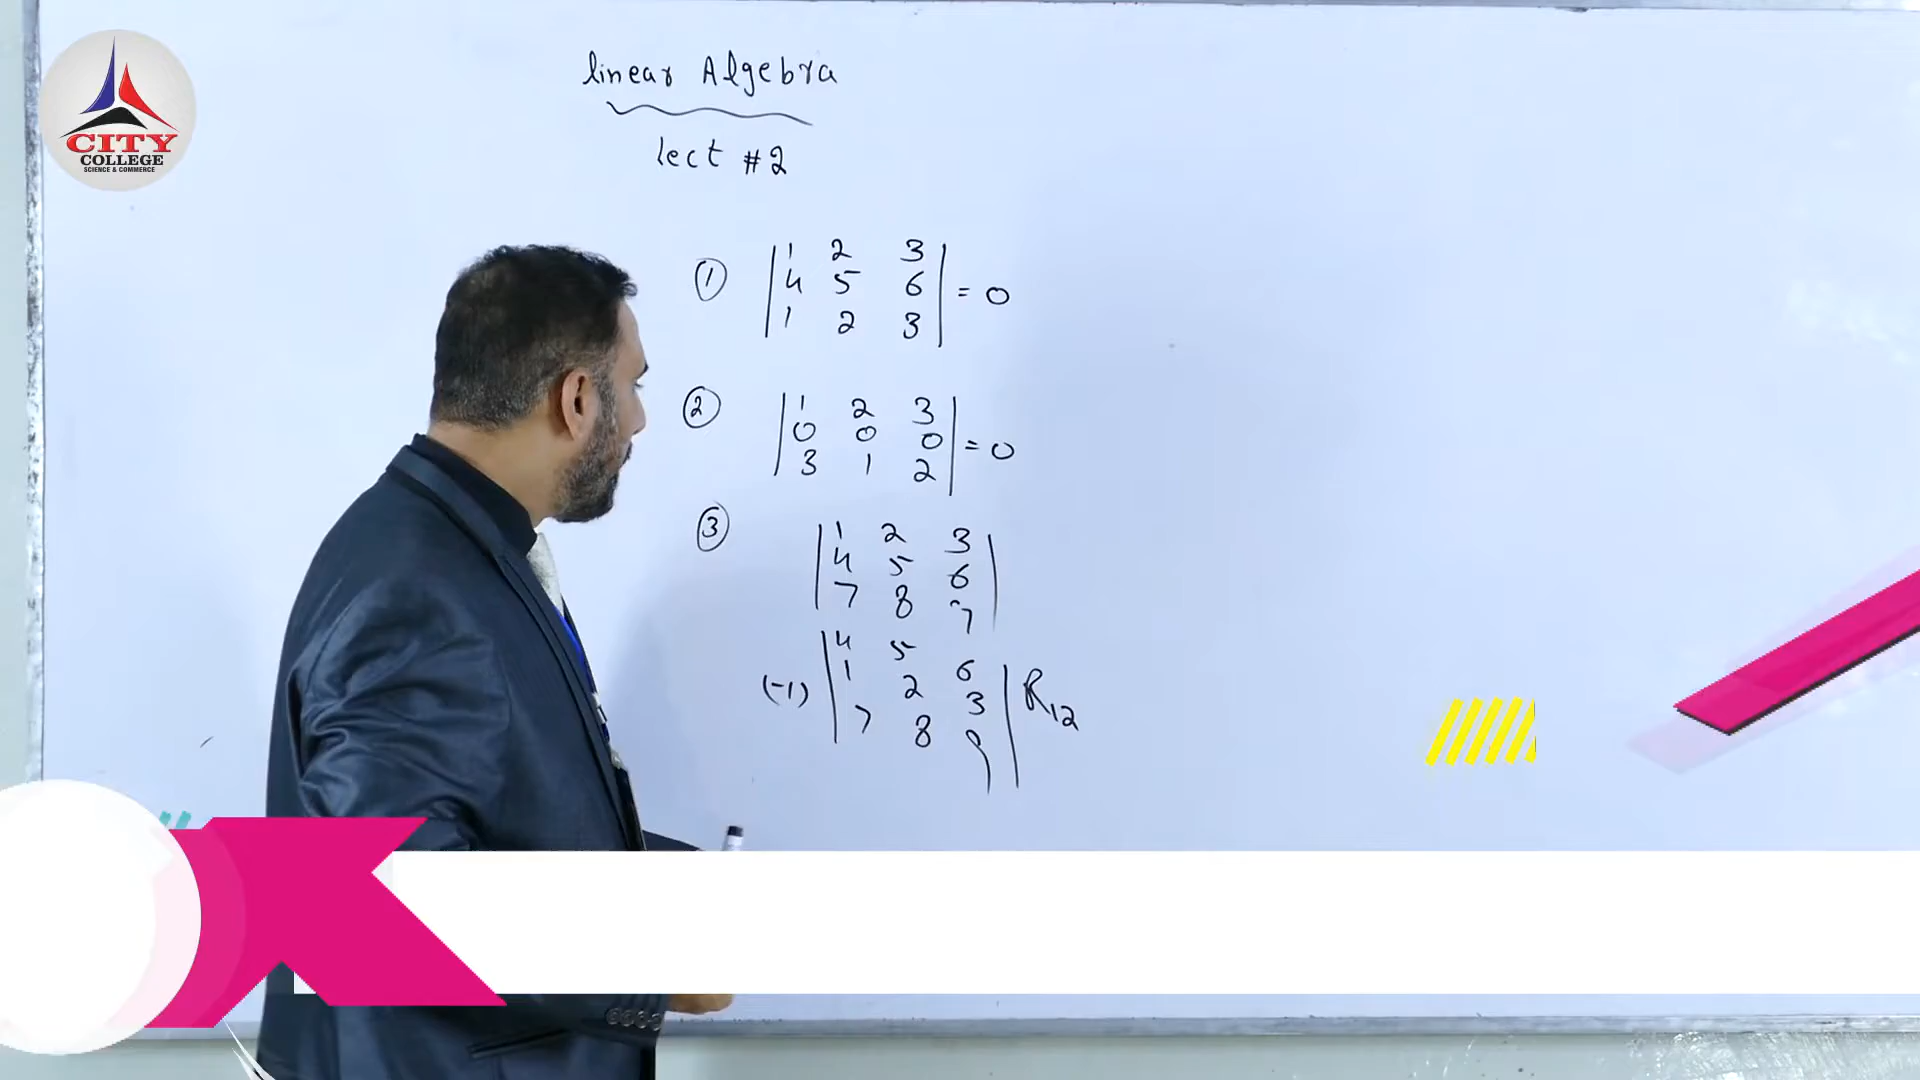 CITY
COLLEGE
SCIENCE & COMMERCE
linear Algebra
lect #2
① | 1 2 3 |
| 4 5 6 | = 0
| 1 2 3 |
② | 1 2 3 |
| 0 0 0 | = 0
| 3 1 2 |
③ | 1 2 3 |
| 4 5 6 |
| 7 8 7 |
| 4 5 6 |
(-1) | 1 2 3 | R12
| 7 8 9 |